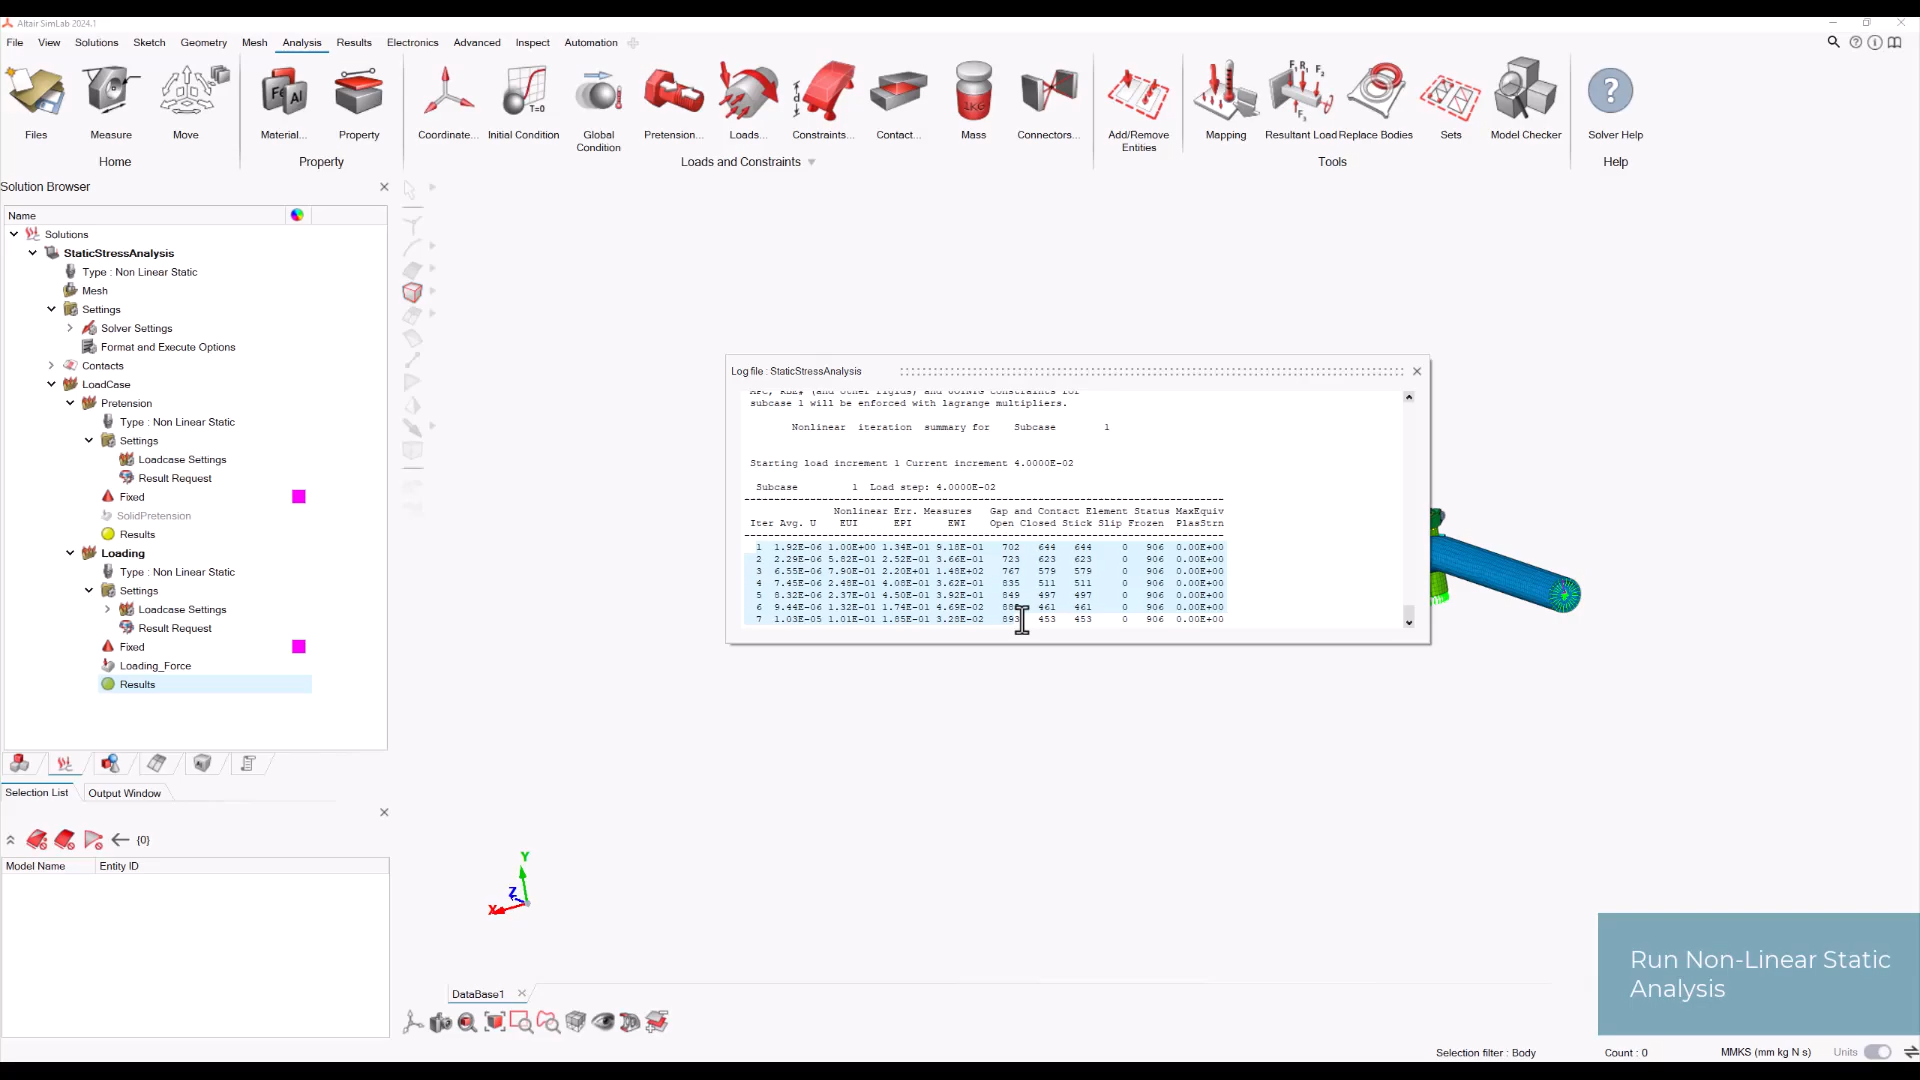 Altair SimLab 2024.1
File View Solutions Sketch Geometry Mesh Analysis Results Electronics Advanced Inspect Automation
Files Measure Move Material... Property Coordinate... Initial Condition Global Condition Pretension... Loads... Constraints... Contact... Mass Connectors... Add/Remove Entities Mapping Resultant Load Replace Bodies Sets Model Checker Solver Help
Home Property Loads and Constraints Tools Help
Solution Browser
Name
Solutions
StaticStressAnalysis
Type : Non Linear Static
Mesh
Settings
Solver Settings
Format and Execute Options
Contacts
LoadCase
Pretension
Type : Non Linear Static
Settings
Loadcase Settings
Result Request
Fixed
SolidPretension
Results
Loading
Type : Non Linear Static
Settings
Loadcase Settings
Result Request
Fixed
Loading_Force
Results
Selection List Output Window
{0}
Model Name Entity ID
Log file : StaticStressAnalysis
subcase 1 will be enforced with lagrange multipliers.
Nonlinear iteration summary for Subcase 1
Starting load increment 1 Current increment 4.0000E-02
Subcase 1 Load step: 4.0000E-02
Nonlinear Err. Measures Gap and Contact Element Status MaxEquiv
Iter Avg. U EUI EPI EWI Open Closed Stick Slip Frozen PlasStrn
1 1.92E-06 1.00E+00 1.34E-01 9.18E-01 702 644 644 0 906 0.00E+00
2 2.29E-06 5.82E-01 2.52E-01 3.66E-01 723 623 623 0 906 0.00E+00
3 6.55E-06 7.90E-01 2.20E+01 1.48E+02 767 579 579 0 906 0.00E+00
4 7.45E-06 2.48E-01 4.08E-01 3.62E-01 835 511 511 0 906 0.00E+00
5 8.32E-06 2.37E-01 4.50E-01 3.92E-01 849 497 497 0 906 0.00E+00
6 9.44E-06 1.32E-01 1.74E-01 4.69E-02 461 461 0 906 0.00E+00
7 1.03E-05 1.01E-01 1.85E-01 3.28E-02 893 453 453 0 906 0.00E+00
Y
Z
X
DataBase1
Run Non-Linear Static
Analysis
Selection filter : Body Count : 0 MMKS (mm kg N s) Units